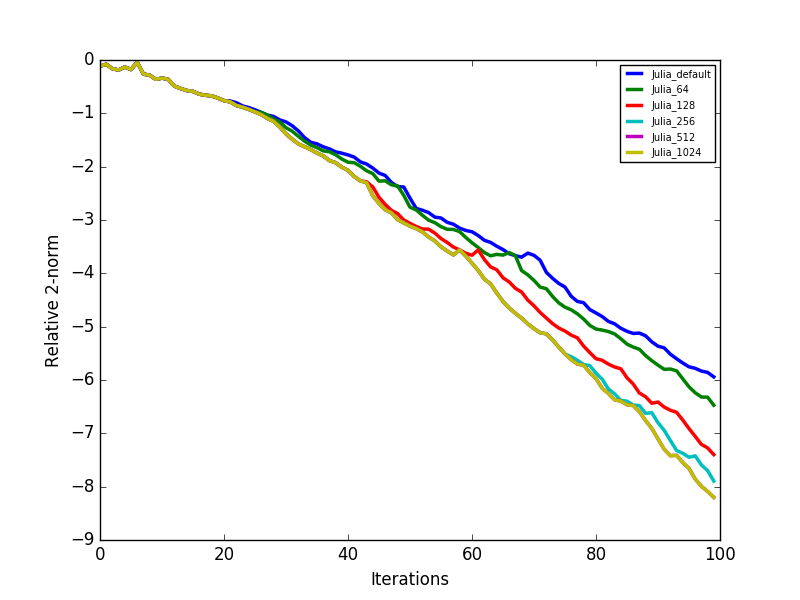 0
−1
−2
−3
−4
−5
−6
−7
−8
−9
Relative 2-norm
Julia_default
Julia_64
Julia_128
Julia_256
Julia_512
Julia_1024
0 20 40 60 80 100
Iterations